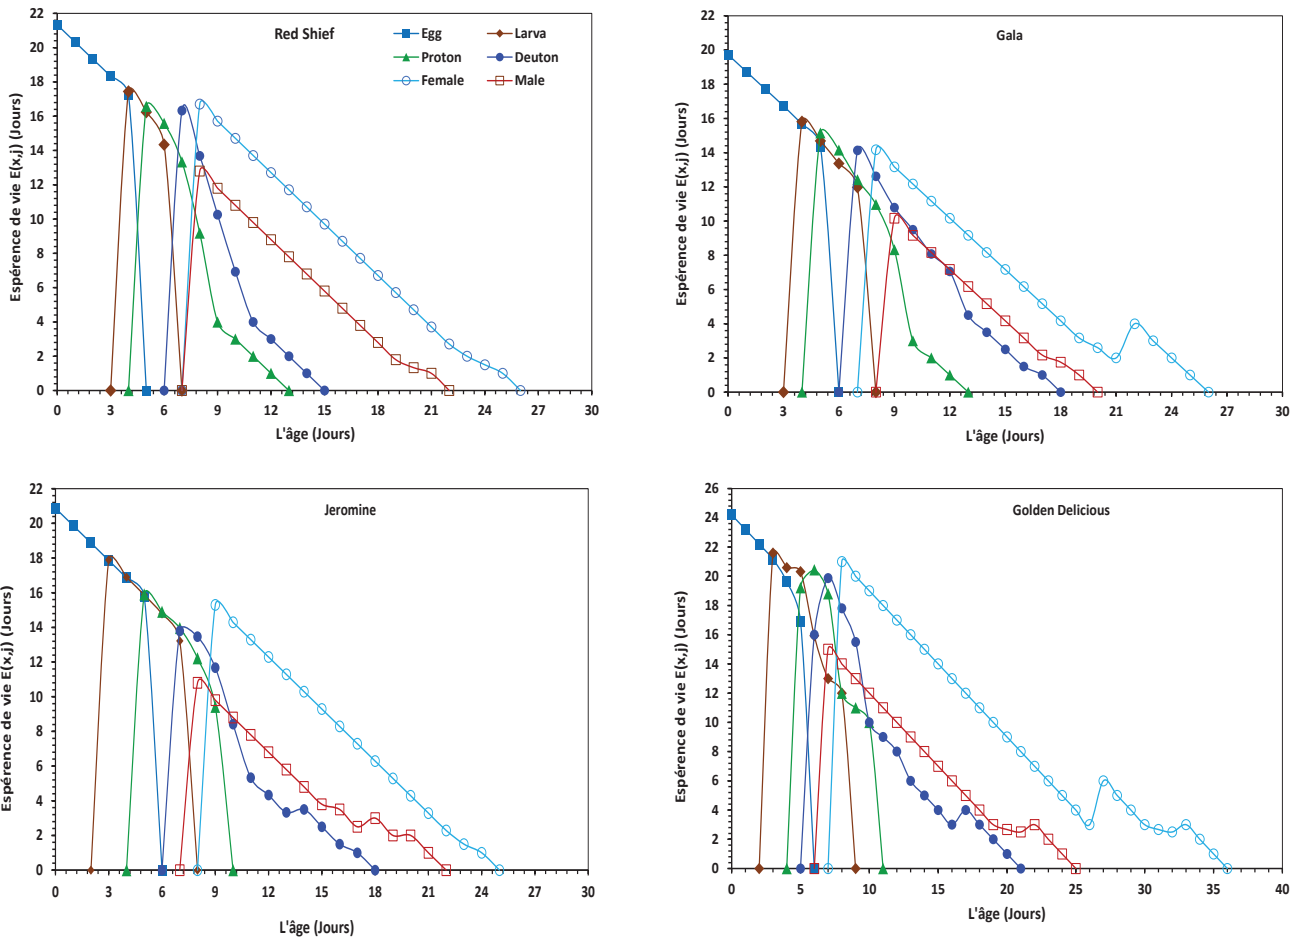 Red Shief
Egg
Larva
Proton
Deuton
Female
Male
Espérence de vie E(x,j) (Jours)
22
20
18
16
14
12
10
8
6
4
2
0
0 3 6 9 12 15 18 21 24 27 30
L'âge (Jours)
Gala
Espérence de vie E(x,j) (Jours)
22
20
18
16
14
12
10
8
6
4
2
0
0 3 6 9 12 15 18 21 24 27 30
L'âge (Jours)
Jeromine
Espérence de vie E(x,j) (Jours)
22
20
18
16
14
12
10
8
6
4
2
0
0 3 6 9 12 15 18 21 24 27 30
L'âge (Jours)
Golden Delicious
Espérence de vie E(x,j) (Jours)
26
24
22
20
18
16
14
12
10
8
6
4
2
0
0 5 10 15 20 25 30 35 40
L'âge (Jours)